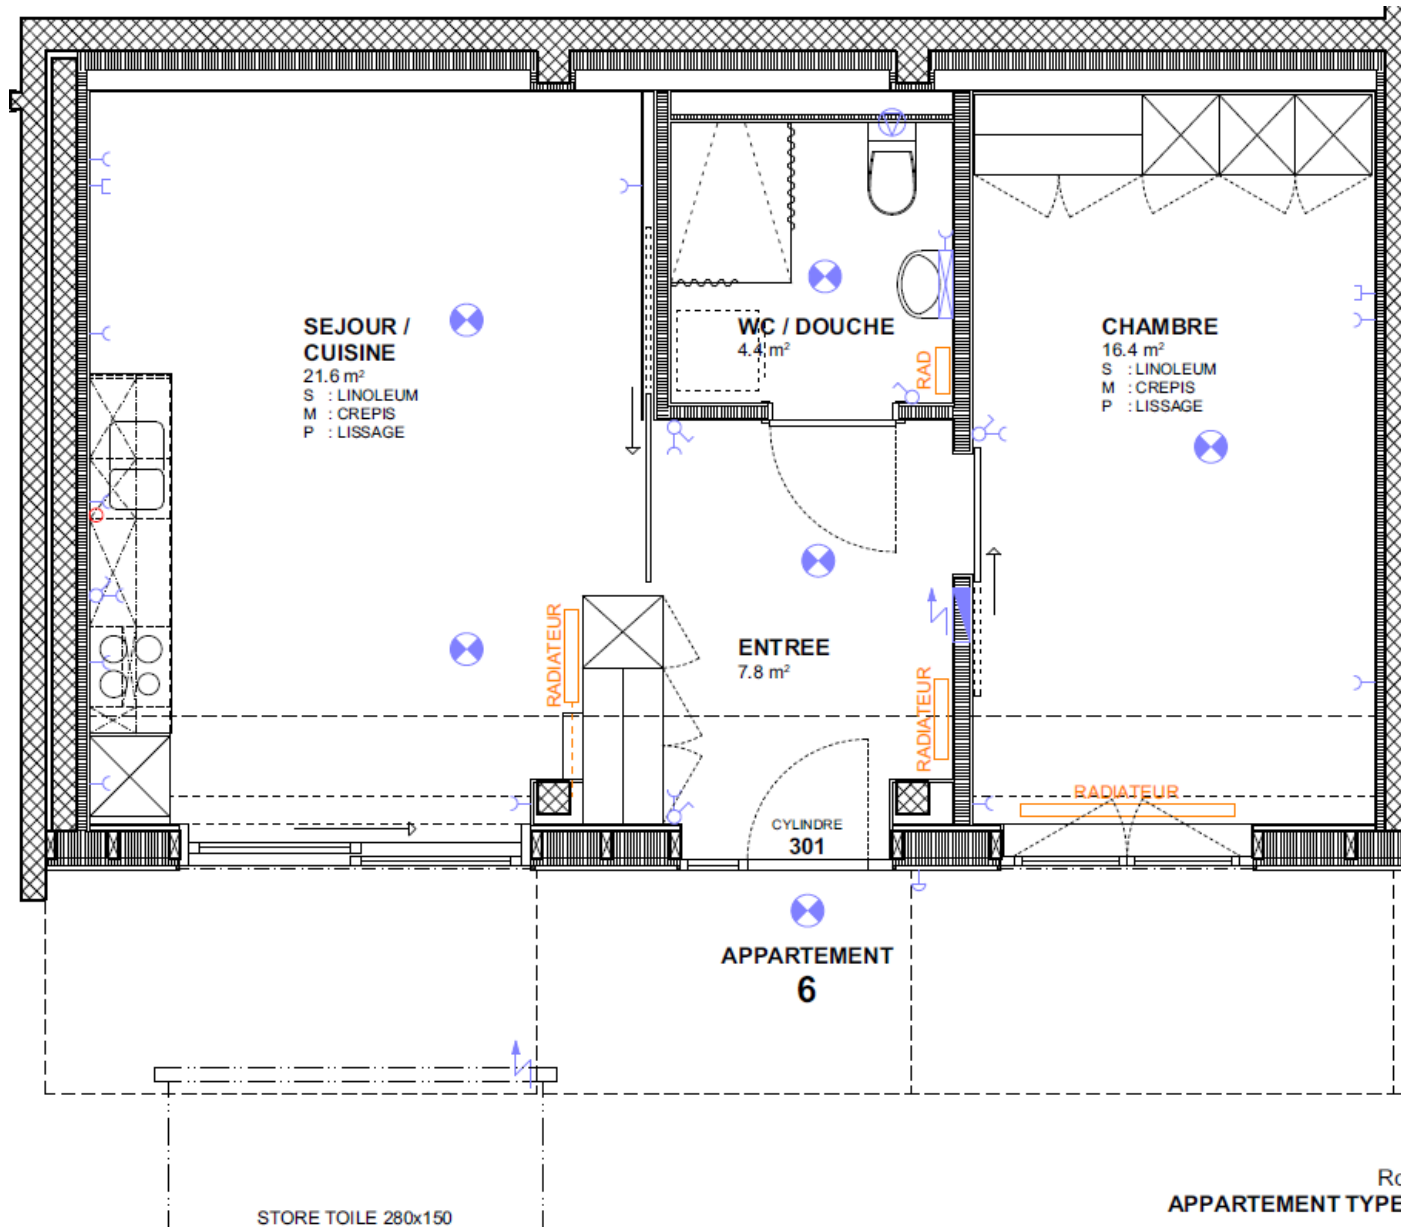 SEJOUR /
CUISINE
21.6 m²
S : LINOLEUM
M : CREPIS
P : LISSAGE
WC / DOUCHE
4.4 m²
RAD
CHAMBRE
16.4 m²
S : LINOLEUM
M : CREPIS
P : LISSAGE
RADIATEUR
ENTREE
7.8 m²
RADIATEUR
RADIATEUR
CYLINDRE
301
APPARTEMENT
6
STORE TOILE 280x150
APPARTEMENT TYPE